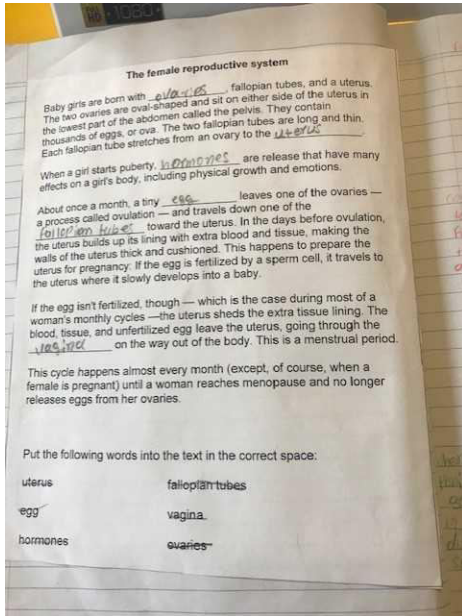 HD 1080
The female reproductive system
Baby girls are born with ovaries, fallopian tubes, and a uterus.
The two ovaries are oval-shaped and sit on either side of the uterus in
the lowest part of the abdomen called the pelvis. They contain
thousands of eggs, or ova. The two fallopian tubes are long and thin.
Each fallopian tube stretches from an ovary to the uterus.
When a girl starts puberty, hormones are release that have many
effects on a girl's body, including physical growth and emotions.
About once a month, a tiny egg leaves one of the ovaries —
a process called ovulation — and travels down one of the
fallopian tubes toward the uterus. In the days before ovulation,
the uterus builds up its lining with extra blood and tissue, making the
walls of the uterus thick and cushioned. This happens to prepare the
uterus for pregnancy: If the egg is fertilized by a sperm cell, it travels to
the uterus where it slowly develops into a baby.
If the egg isn't fertilized, though — which is the case during most of a
woman's monthly cycles —the uterus sheds the extra tissue lining. The
blood, tissue, and unfertilized egg leave the uterus, going through the
vagina on the way out of the body. This is a menstrual period.
This cycle happens almost every month (except, of course, when a
female is pregnant) until a woman reaches menopause and no longer
releases eggs from her ovaries.
Put the following words into the text in the correct space:
uterus fallopian tubes
egg vagina
hormones ovaries